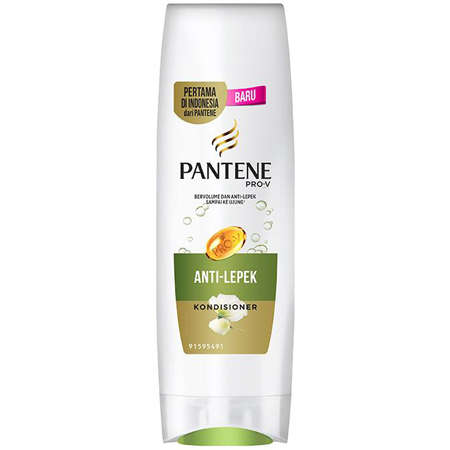 PERTAMA
DI INDONESIA
dari PANTENE
BARU
PANTENE
PRO-V
BERVOLUME DAN ANTI-LEPEK
SAMPAI KE UJUNG*
PRO-V
ANTI-LEPEK
KONDISIONER
91595491